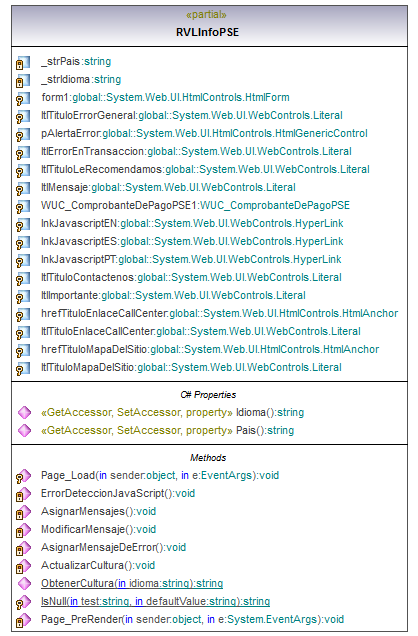 «partial»
RVLInfoPSE
_strPais:string
_strIdioma:string
form1:global::System.Web.UI.HtmlControls.HtmlForm
ltlTituloErrorGeneral:global::System.Web.UI.WebControls.Literal
pAlertaError:global::System.Web.UI.HtmlControls.HtmlGenericControl
ltlErrorEnTransaccion:global::System.Web.UI.WebControls.Literal
ltlTituloLeRecomendamos:global::System.Web.UI.WebControls.Literal
ltlMensaje:global::System.Web.UI.WebControls.Literal
WUC_ComprobanteDePagoPSE1:WUC_ComprobanteDePagoPSE
lnkJavascriptEN:global::System.Web.UI.WebControls.HyperLink
lnkJavascriptES:global::System.Web.UI.WebControls.HyperLink
lnkJavascriptPT:global::System.Web.UI.WebControls.HyperLink
ltlTituloContactenos:global::System.Web.UI.WebControls.Literal
ltlImportante:global::System.Web.UI.WebControls.Literal
hrefTituloEnlaceCallCenter:global::System.Web.UI.HtmlControls.HtmlAnchor
ltlTituloEnlaceCallCenter:global::System.Web.UI.WebControls.Literal
hrefTituloMapaDelSitio:global::System.Web.UI.HtmlControls.HtmlAnchor
ltlTituloMapaDelSitio:global::System.Web.UI.WebControls.Literal
C# Properties
«GetAccessor, SetAccessor, property» Idioma():string
«GetAccessor, SetAccessor, property» Pais():string
Methods
Page_Load(in sender:object, in e:EventArgs):void
ErrorDeteccionJavaScript():void
AsignarMensajes():void
ModificarMensaje():void
AsignarMensajeDeError():void
ActualizarCultura():void
ObtenerCultura(in idioma:string):string
IsNull(in test:string, in defaultValue:string):string
Page_PreRender(in sender:object, in e:System.EventArgs):void